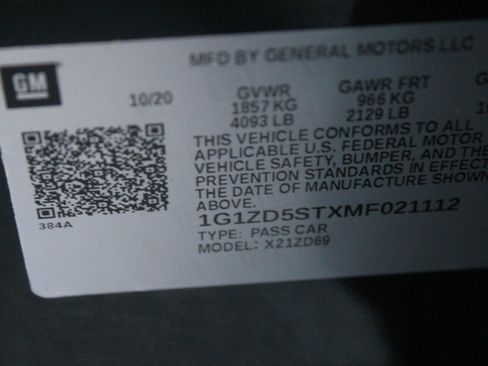 MFD BY GENERAL MOTORS LLC
GM
10/20 GVWR GAWR FRT
1857 KG 966 KG
4093 LB 2129 LB
THIS VEHICLE CONFORMS TO ALL
APPLICABLE U.S. FEDERAL MOTOR
VEHICLE SAFETY, BUMPER, AND THE
PREVENTION STANDARDS IN EFFECT
THE DATE OF MANUFACTURE SHOWN
ABOVE.
384A
1G1ZD5STXMF021112
TYPE: PASS CAR
MODEL: X21ZD69